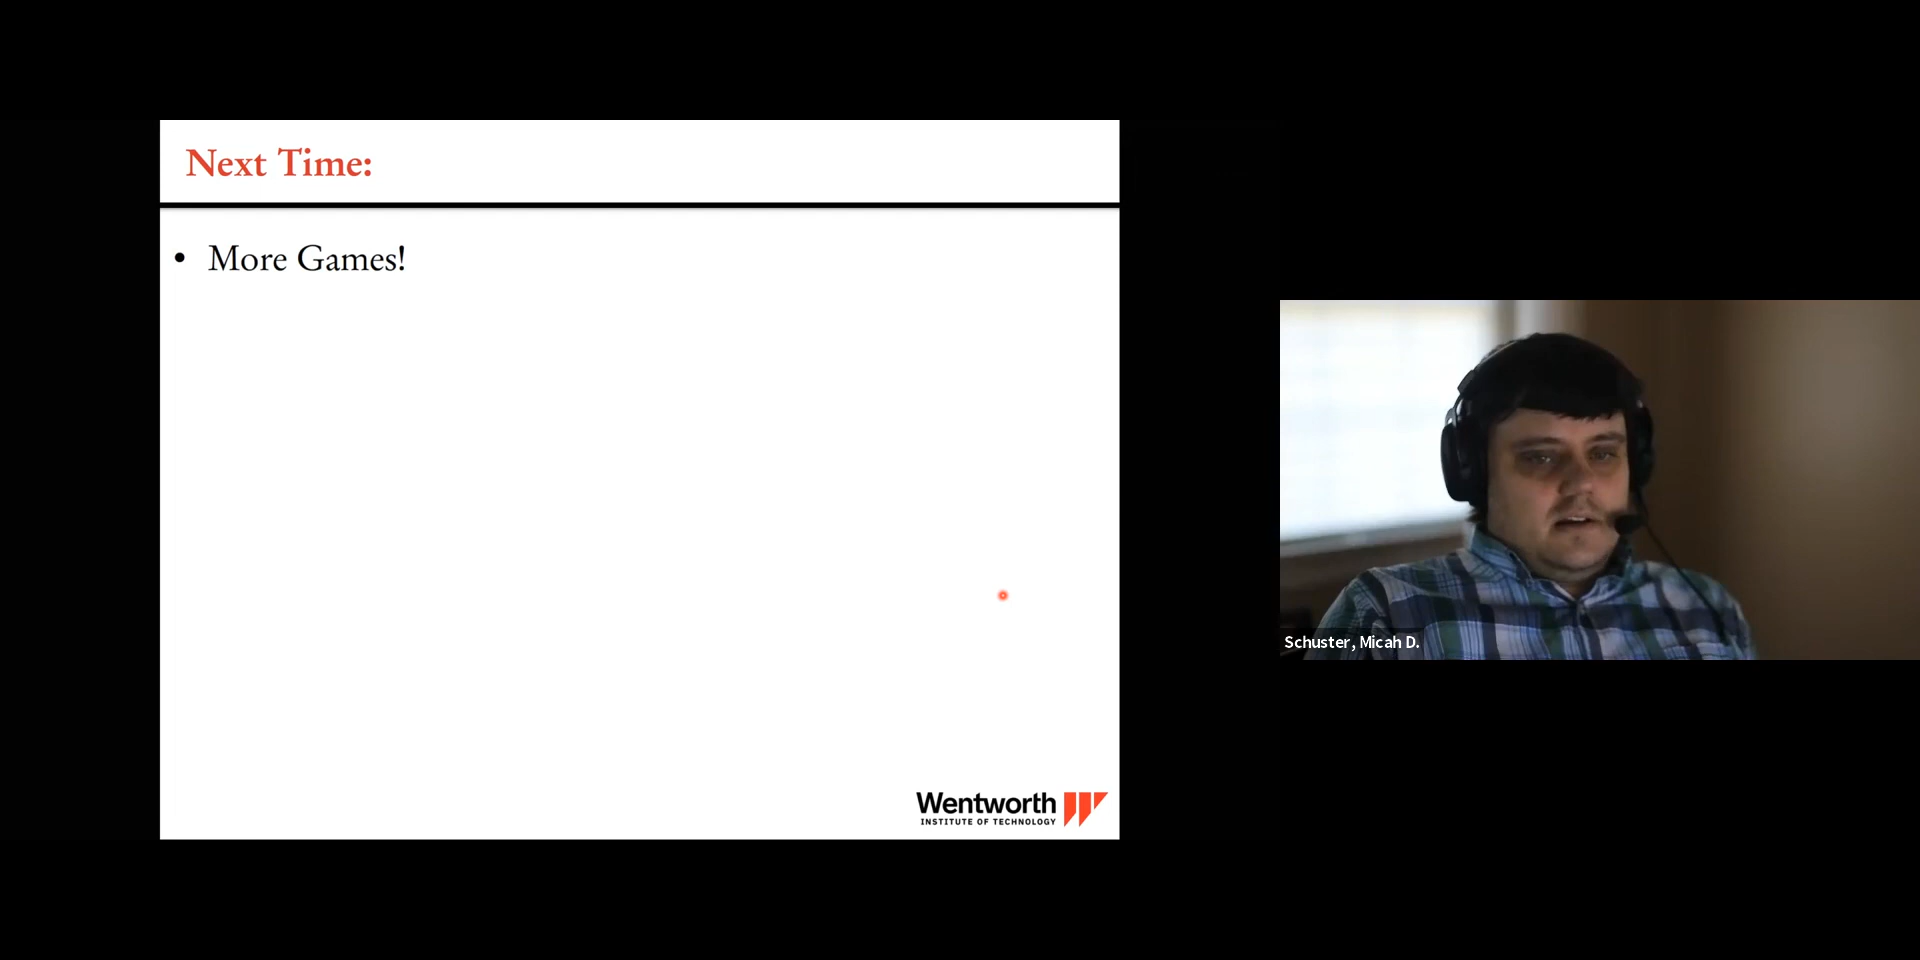 Next Time:
• More Games!
Schuster, Micah D.
Wentworth
INSTITUTE OF TECHNOLOGY